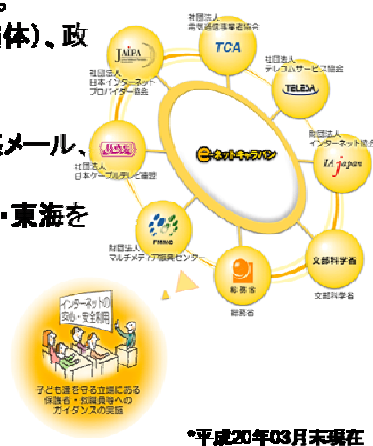 体)、政
メール、
・東海を
社団法人
電気通信事業者協会
TCA
社団法人
テレコムサービス協会
TELESA
財団法人
インターネット協会
IA japan
文部科学省
文部科学省
総務省
総務省
FMMC
財団法人
マルチメディア振興センター
社団法人
日本ケーブルテレビ連盟
JAIPA
社団法人
日本インターネット
プロバイダー協会
e-ネットキャラバン
インターネットの
安心・安全利用
子ども達を守る立場にある
保護者・教職員等への
ガイダンスの実施
*平成20年03月末現在